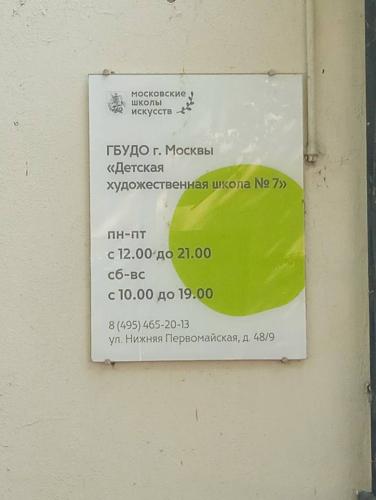 московские
школы
искусств
ГБУДО г. Москвы
«Детская
художественная школа № 7»
пн-пт
с 12.00 до 21.00
сб-вс
с 10.00 до 19.00
8 (495) 465-20-13
ул. Нижняя Первомайская, д. 48/9